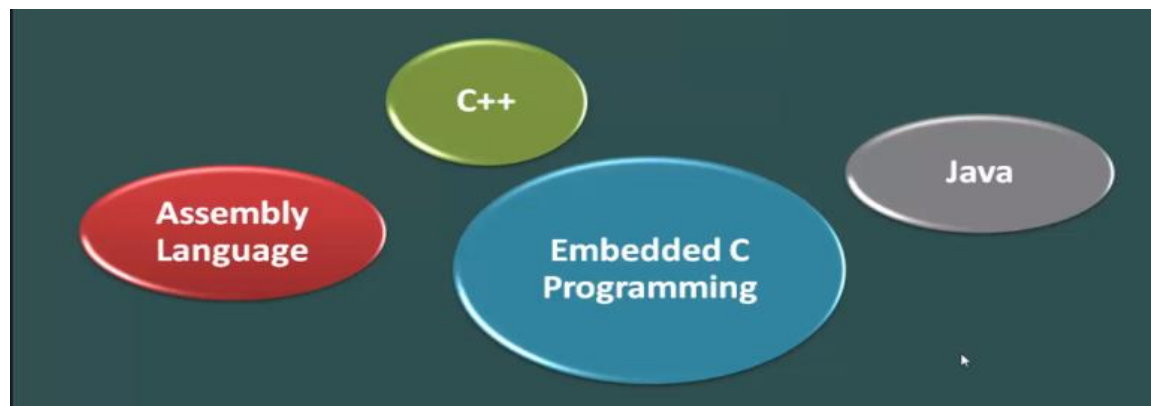 C++
Java
Assembly
Language
Embedded C
Programming